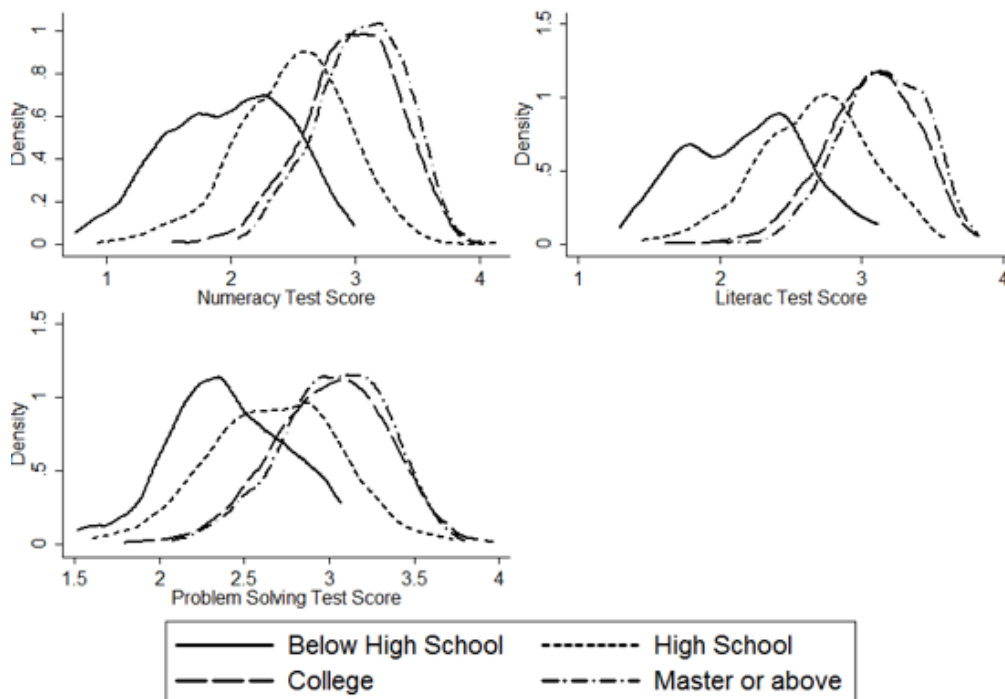 Density
0 .2 .4 .6 .8 1
1 2 3 4
Numeracy Test Score
Density
0 .5 1 1.5
1 2 3 4
Literac Test Score
Density
0 .5 1 1.5
1.5 2 2.5 3 3.5 4
Problem Solving Test Score
Below High School High School
College Master or above